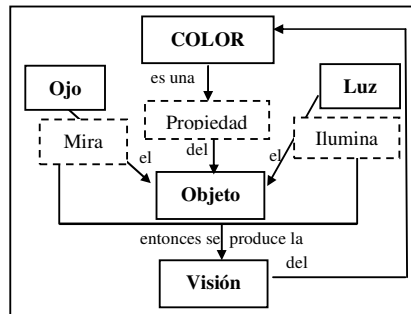 COLOR
es una
Ojo
Luz
Propiedad
Mira
Ilumina
el
del
el
Objeto
entonces se produce la
Visión
del